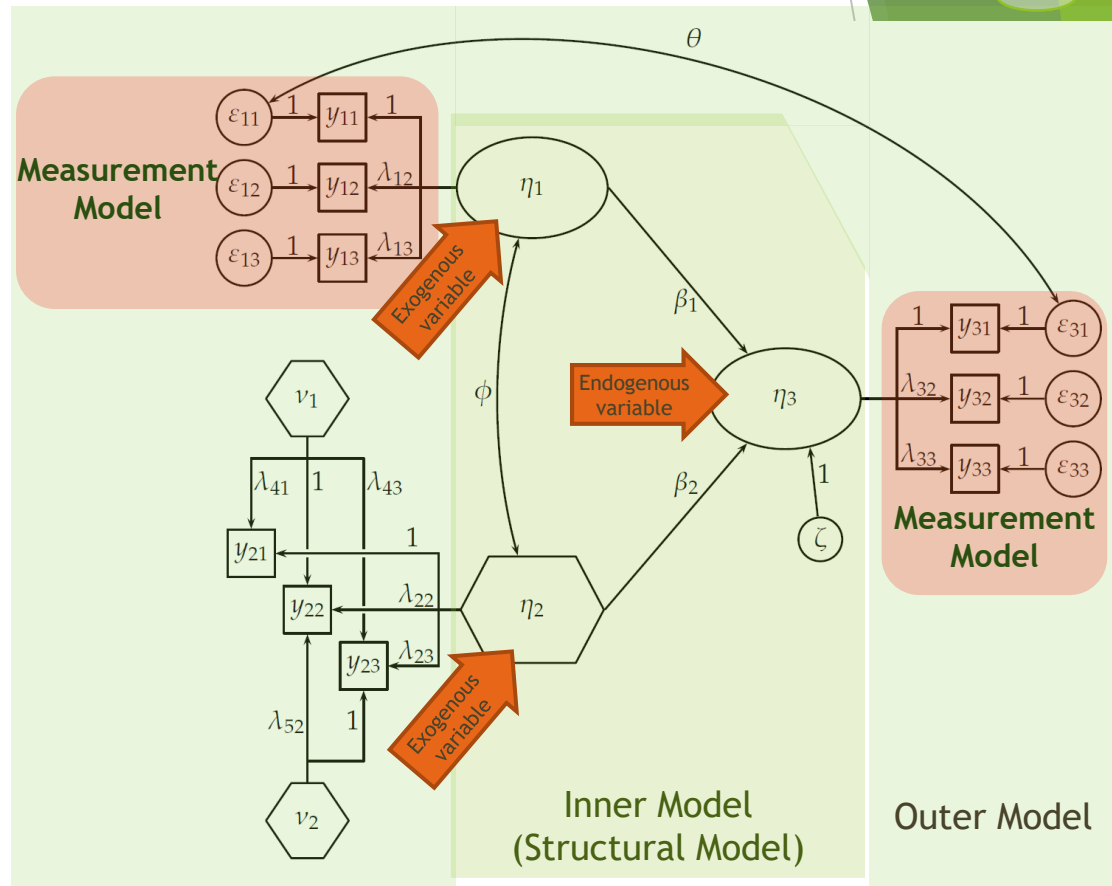 θ
ε₁₁ 1 y₁₁ 1
Measurement
Model
ε₁₂ 1 y₁₂ λ₁₂
ε₁₃ 1 y₁₃ λ₁₃
η₁
Exogenous
variable
β₁
ϕ
1 y₃₁ 1 ε₃₁
Endogenous
variable
η₃
λ₃₂ y₃₂ 1 ε₃₂
λ₃₃ y₃₃ 1 ε₃₃
Measurement
Model
ν₁
λ₄₁ 1 λ₄₃
β₂
1
ζ
y₂₁ 1
y₂₂ λ₂₂ η₂
y₂₃ λ₂₃
Exogenous
variable
λ₅₂ 1
ν₂
Inner Model
(Structural Model)
Outer Model